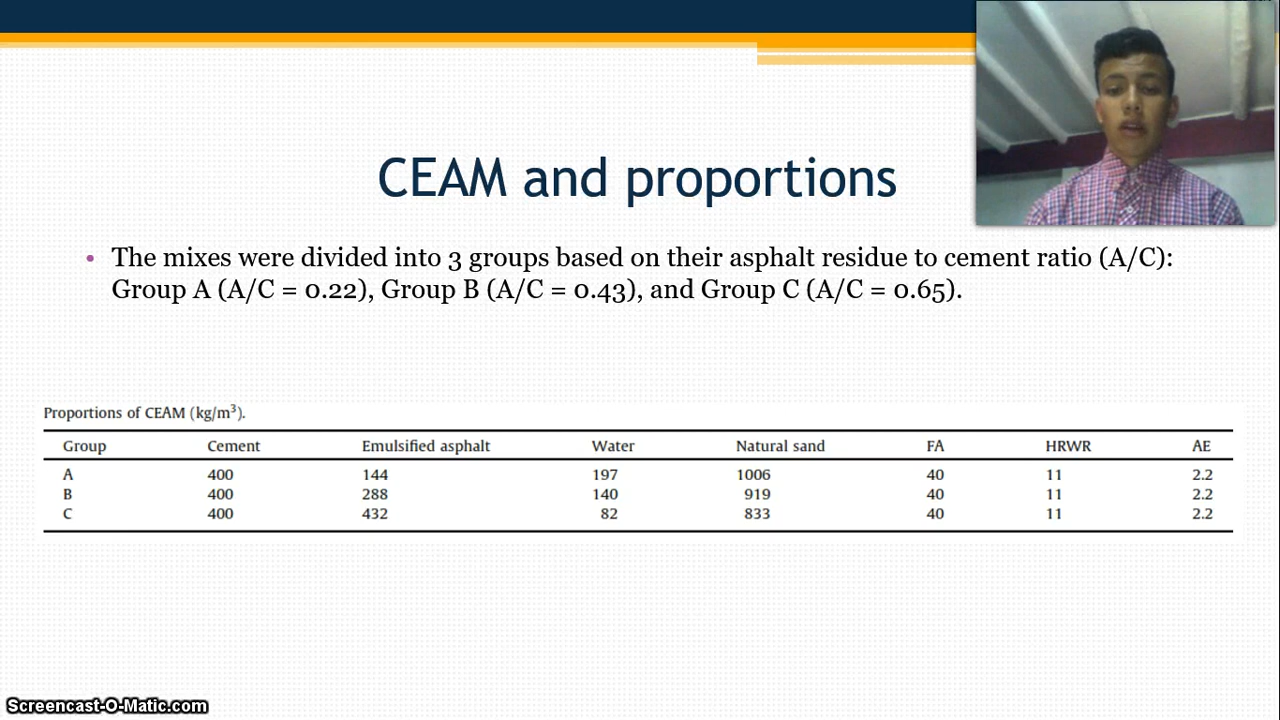 CEAM and proportions
• The mixes were divided into 3 groups based on their asphalt residue to cement ratio (A/C):
Group A (A/C = 0.22), Group B (A/C = 0.43), and Group C (A/C = 0.65).
Proportions of CEAM (kg/m³).
Group Cement Emulsified asphalt Water Natural sand FA HRWR AE
A 400 144 197 1006 40 11 2.2
B 400 288 140 919 40 11 2.2
C 400 432 82 833 40 11 2.2
Screencast-O-Matic.com